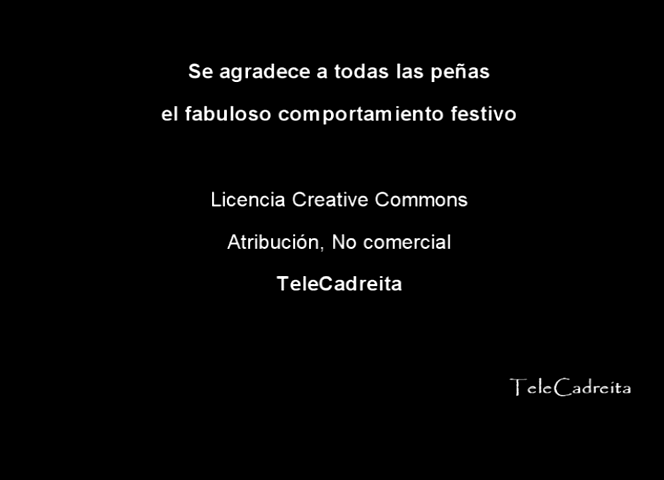 Se agradece a todas las peñas
el fabuloso comportamiento festivo
Licencia Creative Commons
Atribución, No comercial
TeleCadreita
TeleCadreita